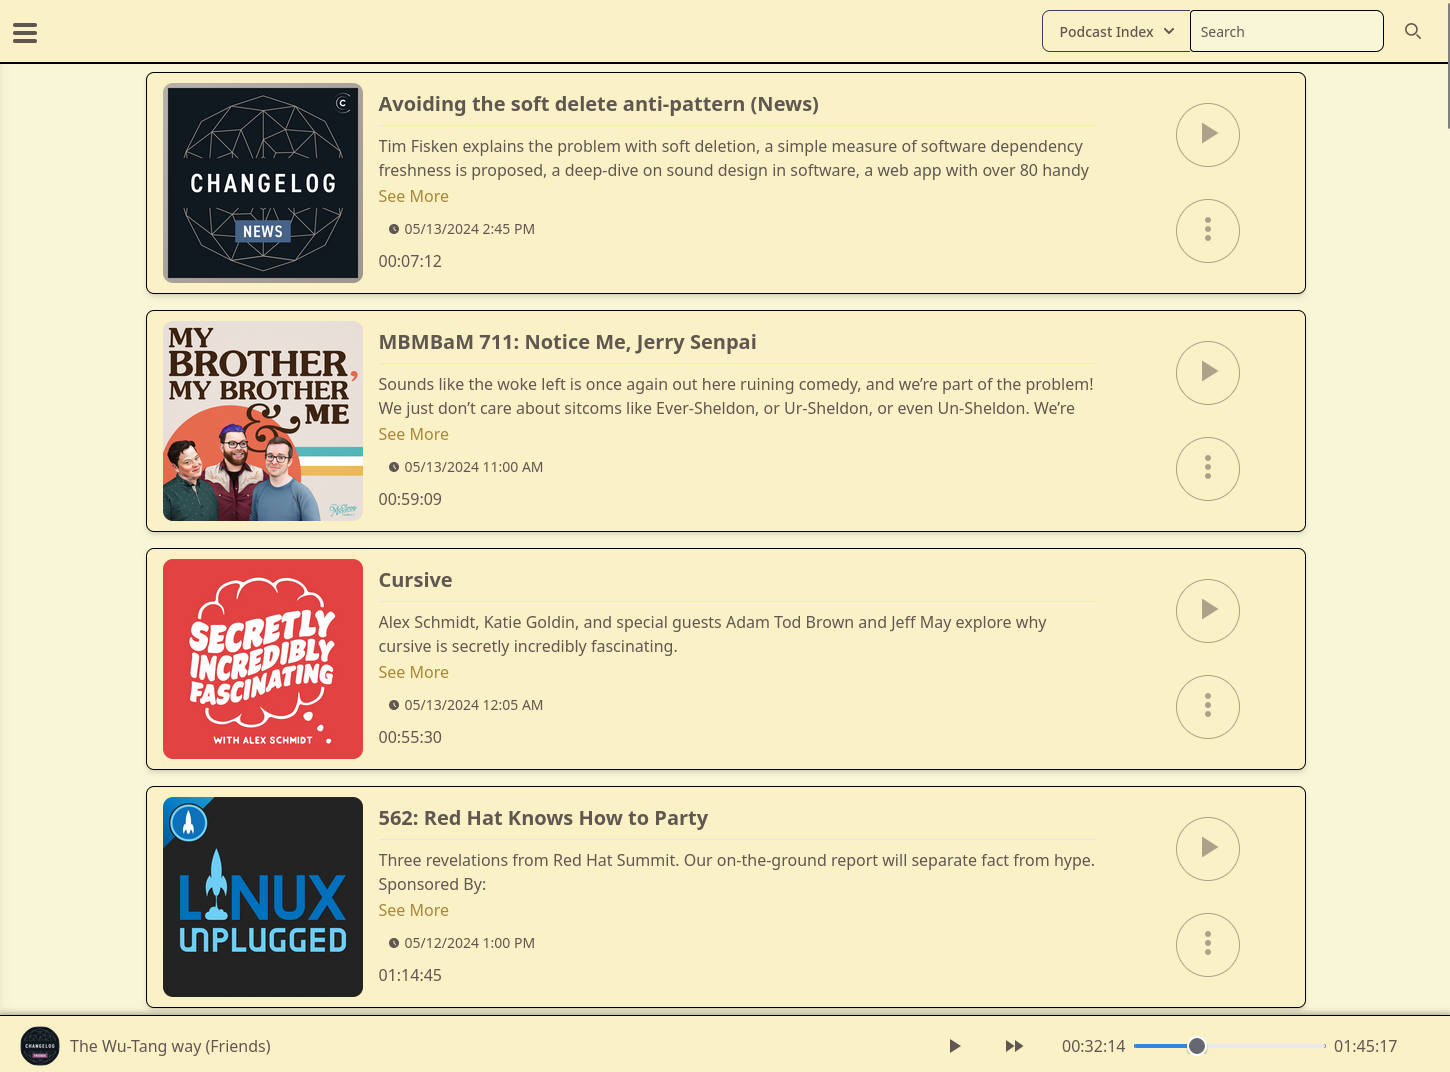 Podcast Index
Search
CHANGELOG
NEWS
Avoiding the soft delete anti-pattern (News)
Tim Fisken explains the problem with soft deletion, a simple measure of software dependency
freshness is proposed, a deep-dive on sound design in software, a web app with over 80 handy
See More
05/13/2024 2:45 PM
00:07:12
MY
BROTHER,
MY BROTHER
& ME
MBMBaM 711: Notice Me, Jerry Senpai
Sounds like the woke left is once again out here ruining comedy, and we’re part of the problem!
We just don’t care about sitcoms like Ever-Sheldon, or Ur-Sheldon, or even Un-Sheldon. We’re
See More
05/13/2024 11:00 AM
00:59:09
SECRETLY
INCREDIBLY
FASCINATING
WITH ALEX SCHMIDT
Cursive
Alex Schmidt, Katie Goldin, and special guests Adam Tod Brown and Jeff May explore why
cursive is secretly incredibly fascinating.
See More
05/13/2024 12:05 AM
00:55:30
LINUX
UNPLUGGED
562: Red Hat Knows How to Party
Three revelations from Red Hat Summit. Our on-the-ground report will separate fact from hype.
Sponsored By:
See More
05/12/2024 1:00 PM
01:14:45
CHANGELOG
The Wu-Tang way (Friends)
00:32:14
01:45:17